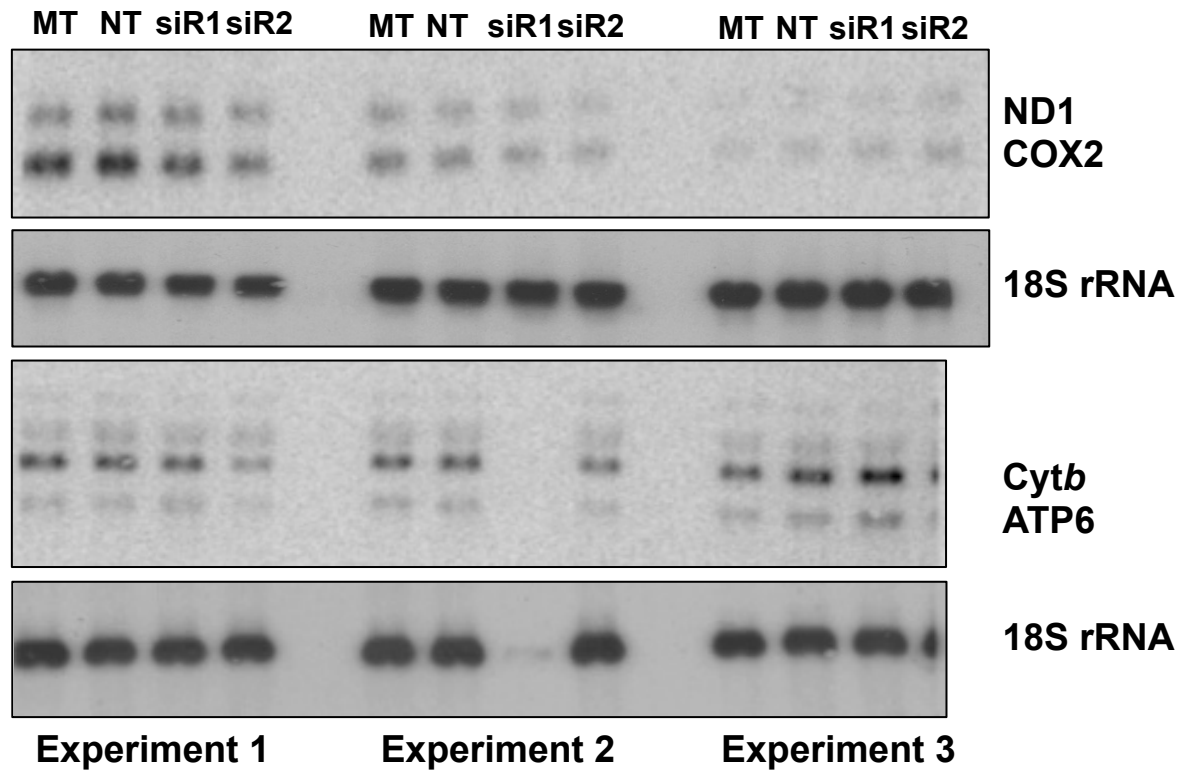 MT NT siR1 siR2 MT NT siR1 siR2 MT NT siR1 siR2
ND1
COX2
18S rRNA
Cytb
ATP6
18S rRNA
Experiment 1 Experiment 2 Experiment 3